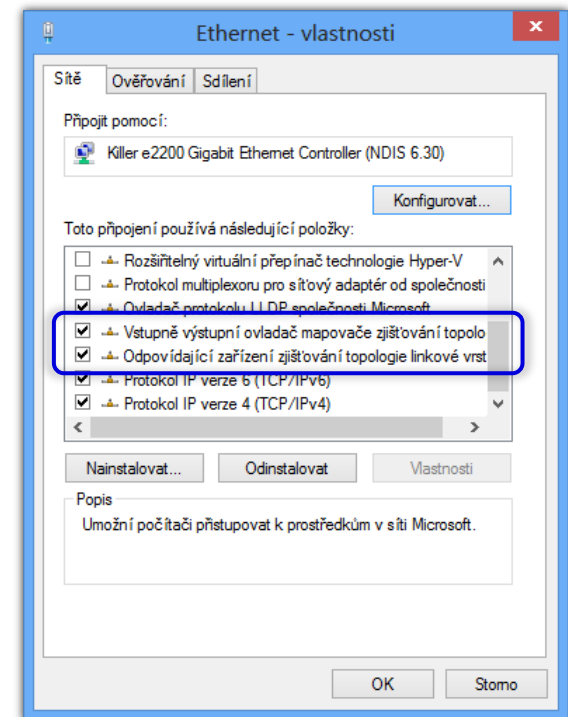 Ethernet - vlastnosti
Sítě
Ověřování
Sdílení
Připojit pomocí:
Killer e2200 Gigabit Ethernet Controller (NDIS 6.30)
Konfigurovat...
Toto připojení používá následující položky:
Rozšiřitelný virtuální přepínač technologie Hyper-V
Protokol multiplexoru pro síťový adaptér od společnosti
Ovladač protokolu LLDP společnosti Microsoft
Vstupně výstupní ovladač mapovače zjišťování topolo
Odpovídající zařízení zjišťování topologie linkové vrst
Protokol IP verze 6 (TCP/IPv6)
Protokol IP verze 4 (TCP/IPv4)
Nainstalovat...
Odinstalovat
Vlastnosti
Popis
Umožní počítači přistupovat k prostředkům v síti Microsoft.
OK
Storno